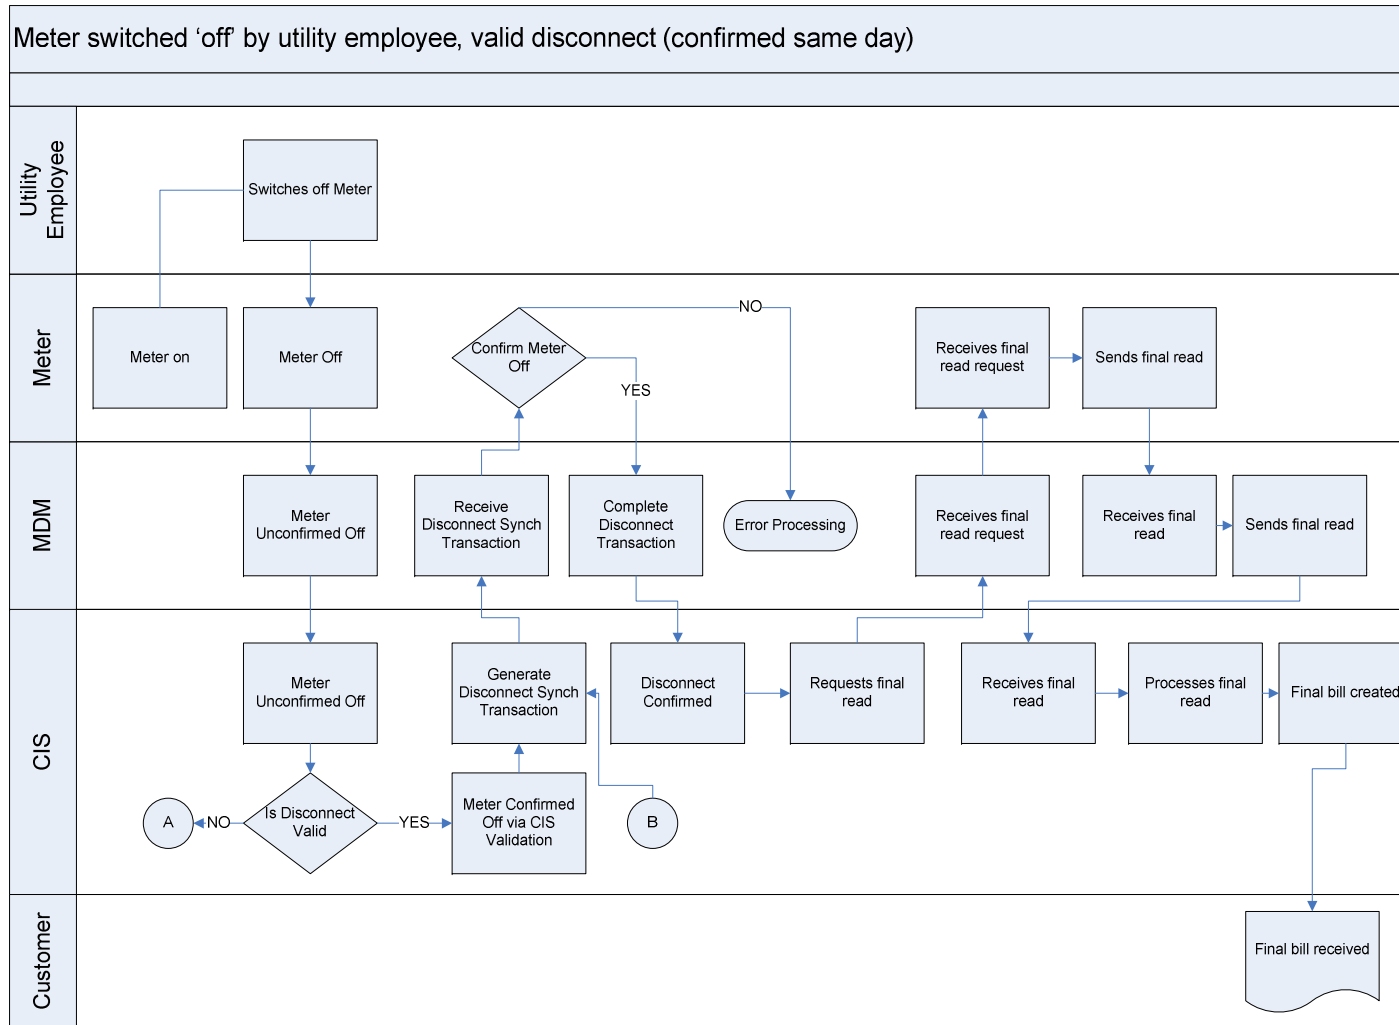 Meter switched ‘off’ by utility employee, valid disconnect (confirmed same day)
Utility
Employee
Switches off Meter
Meter
Meter on
Meter Off
Confirm Meter
Off
NO
YES
Receives final
read request
Sends final read
MDM
Meter
Unconfirmed Off
Receive
Disconnect Synch
Transaction
Complete
Disconnect
Transaction
Error Processing
Receives final
read request
Receives final
read
Sends final read
CIS
Meter
Unconfirmed Off
Generate
Disconnect Synch
Transaction
Disconnect
Confirmed
Requests final
read
Receives final
read
Processes final
read
Final bill created
A
NO
Is Disconnect
Valid
YES
Meter Confirmed
Off via CIS
Validation
B
Customer
Final bill received